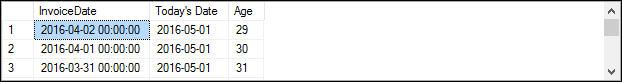 InvoiceDate Today's Date Age
1 2016-04-02 00:00:00 2016-05-01 29
2 2016-04-01 00:00:00 2016-05-01 30
3 2016-03-31 00:00:00 2016-05-01 31